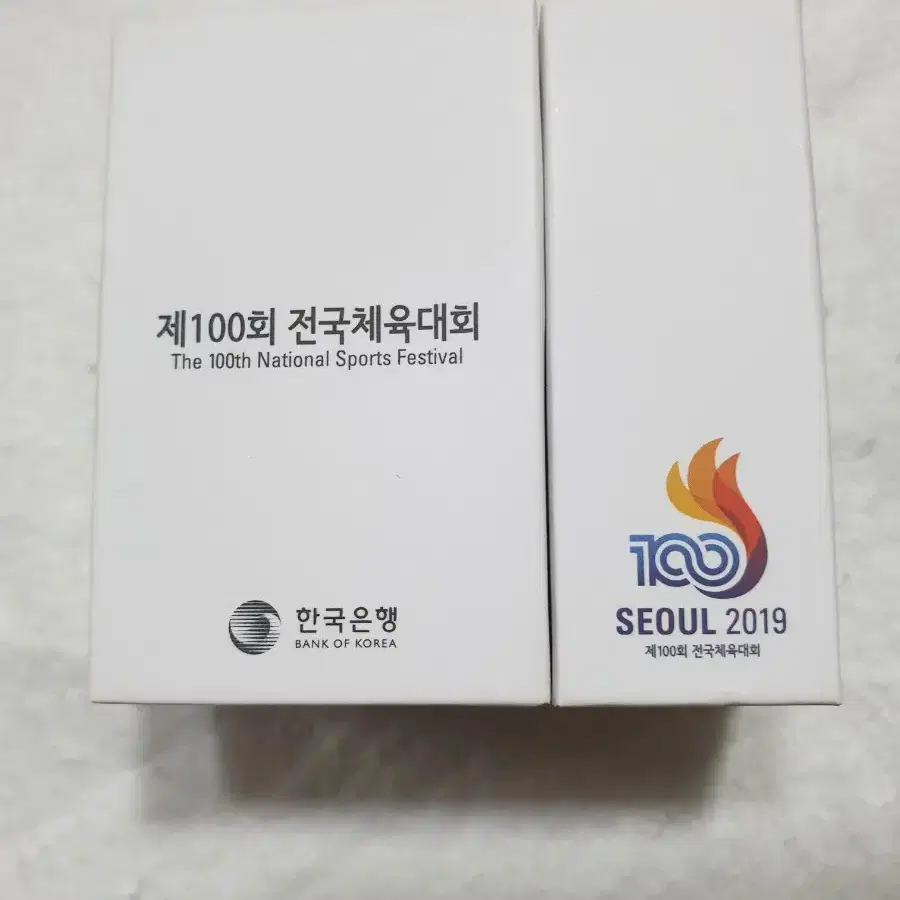 제100회 전국체육대회
The 100th National Sports Festival
한국은행
BANK OF KOREA
100
SEOUL 2019
제100회 전국체육대회